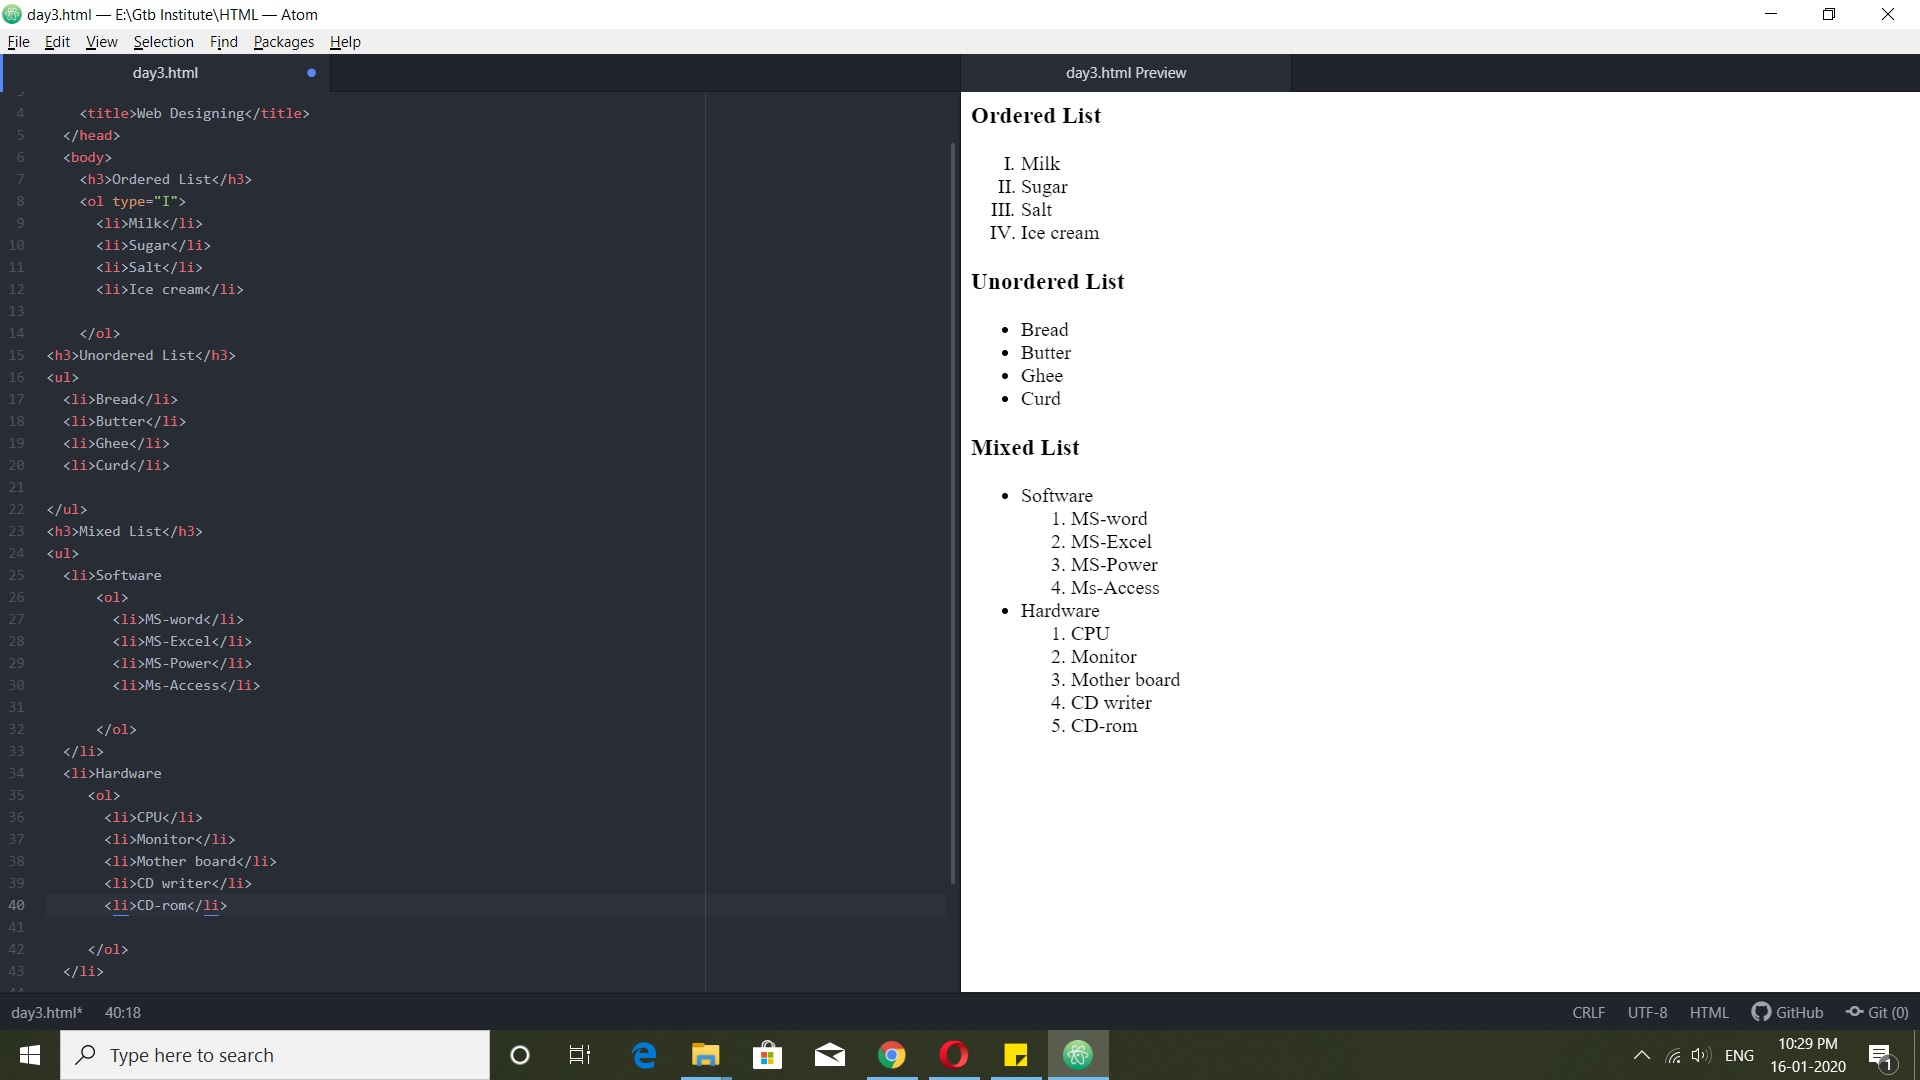 day3.html — E:\Gtb Institute\HTML — Atom
File Edit View Selection Find Packages Help
day3.html
day3.html Preview
4 <title>Web Designing</title>
5 </head>
6 <body>
7 <h3>Ordered List</h3>
8 <ol type="I">
9 <li>Milk</li>
10 <li>Sugar</li>
11 <li>Salt</li>
12 <li>Ice cream</li>
13
14 </ol>
15 <h3>Unordered List</h3>
16 <ul>
17 <li>Bread</li>
18 <li>Butter</li>
19 <li>Ghee</li>
20 <li>Curd</li>
21
22 </ul>
23 <h3>Mixed List</h3>
24 <ul>
25 <li>Software
26 <ol>
27 <li>MS-word</li>
28 <li>MS-Excel</li>
29 <li>MS-Power</li>
30 <li>Ms-Access</li>
31
32 </ol>
33 </li>
34 <li>Hardware
35 <ol>
36 <li>CPU</li>
37 <li>Monitor</li>
38 <li>Mother board</li>
39 <li>CD writer</li>
40 <li>CD-rom</li>
41
42 </ol>
43 </li>
Ordered List
I. Milk
II. Sugar
III. Salt
IV. Ice cream
Unordered List
• Bread
• Butter
• Ghee
• Curd
Mixed List
• Software
1. MS-word
2. MS-Excel
3. MS-Power
4. Ms-Access
• Hardware
1. CPU
2. Monitor
3. Mother board
4. CD writer
5. CD-rom
day3.html* 40:18
CRLF UTF-8 HTML GitHub Git (0)
Type here to search
ENG
10:29 PM
16-01-2020
1